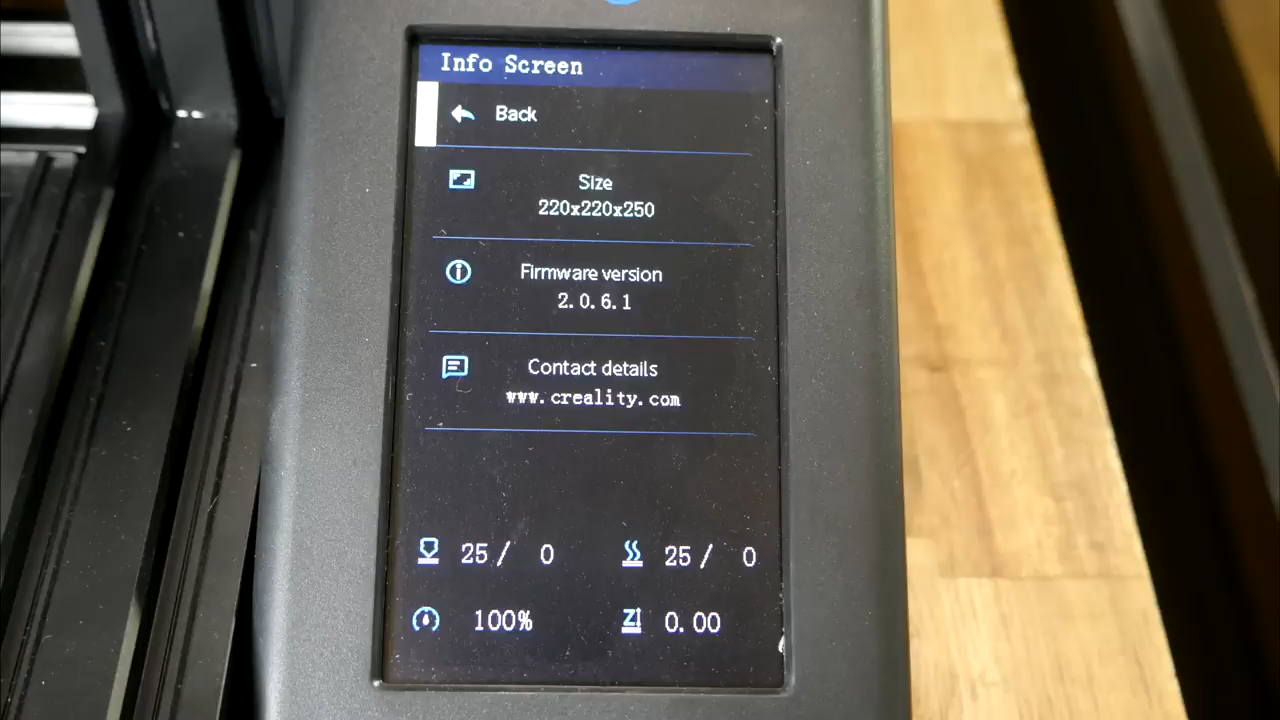 Info Screen
Back
Size
220x220x250
Firmware version
2.0.6.1
Contact details
www.creality.com
25 / 0 25 / 0
100% Z 0.00